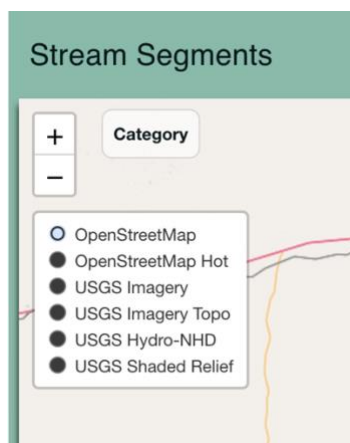 Stream Segments
+
Category
−
OpenStreetMap
OpenStreetMap Hot
USGS Imagery
USGS Imagery Topo
USGS Hydro-NHD
USGS Shaded Relief